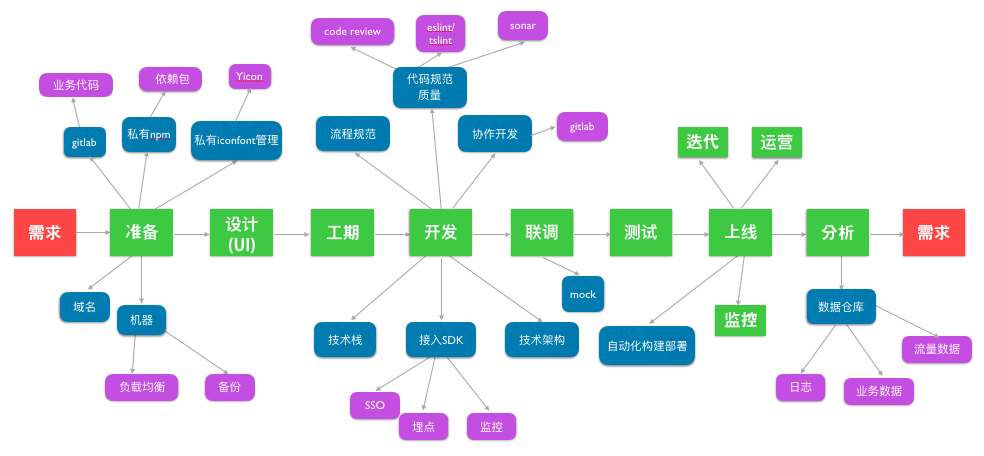 code review
eslint/
tslint
sonar
业务代码
依赖包
Yicon
代码规范
质量
gitlab
私有npm
私有iconfont管理
流程规范
协作开发
gitlab
迭代
运营
需求
准备
设计
(UI)
工期
开发
联调
测试
上线
分析
需求
域名
机器
技术栈
接入SDK
技术架构
mock
自动化构建部署
监控
数据仓库
流量数据
负载均衡
备份
SSO
埋点
监控
日志
业务数据